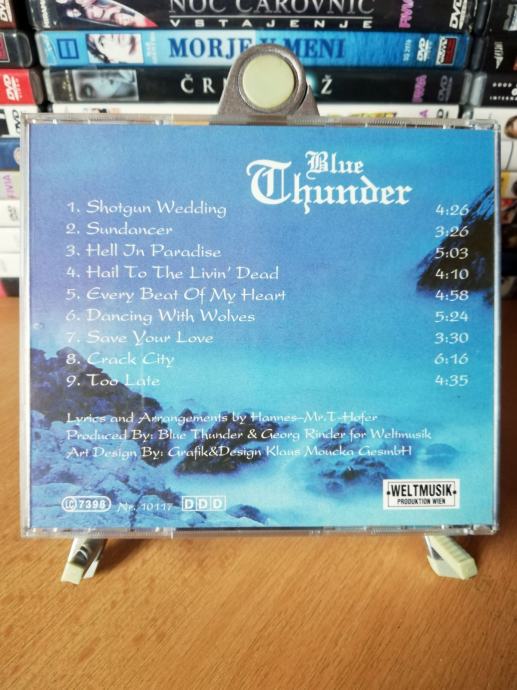 NOĆ ČAROVNIC
VSTAJENJE
MORJE V MENI
DVD
Blue
Thunder
1. Shotgun Wedding 4:26
2. Sundancer 3:26
3. Hell In Paradise 5:03
4. Hail To The Livin' Dead 4:10
5. Every Beat Of My Heart 4:58
6. Dancing With Wolves 5:24
7. Save Your Love 3:30
8. Crack City 6:16
9. Too Late 4:35
Lyrics and Arrangements by Hannes-Mr.T-Hofer
Produced By: Blue Thunder & Georg Rinder for Weltmusik
Art Design By: Grafik&Design Klaus Moucka GesmbH
LC 7398 Nr. 10117 DDD
WELTMUSIK
PRODUKTION WIEN